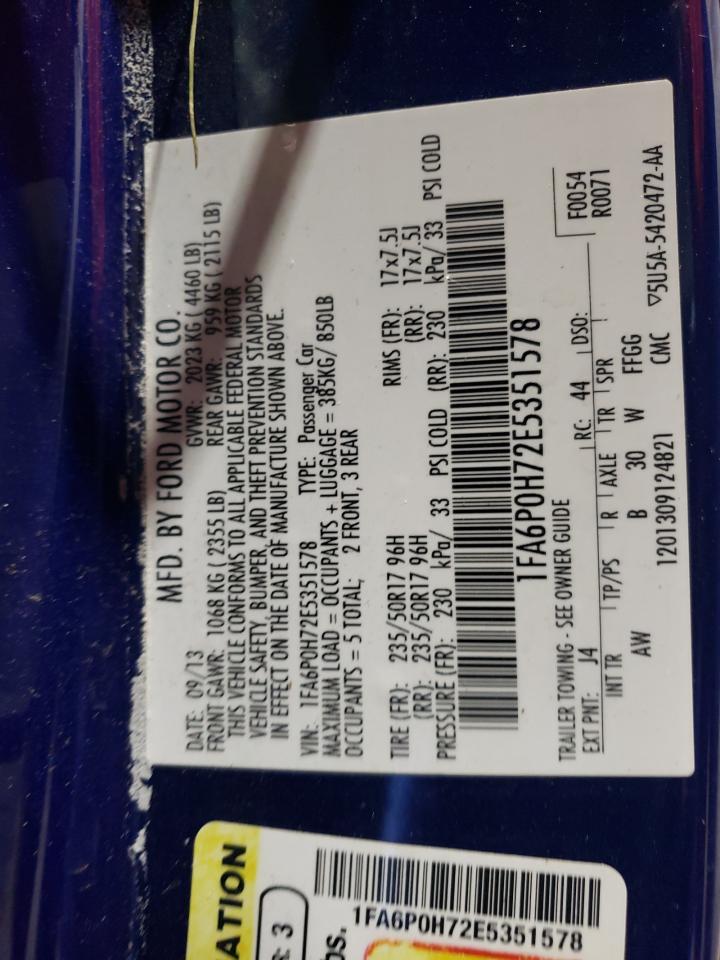 MFD. BY FORD MOTOR CO.
DATE: 09/13 GVWR: 2023 KG ( 4460 LB)
FRONT GAWR: 1068 KG ( 2355 LB) REAR GAWR: 959 KG ( 2115 LB)
THIS VEHICLE CONFORMS TO ALL APPLICABLE FEDERAL MOTOR
VEHICLE SAFETY, BUMPER, AND THEFT PREVENTION STANDARDS
IN EFFECT ON THE DATE OF MANUFACTURE SHOWN ABOVE.
VIN: 1FA6P0H72E5351578 TYPE: Passenger Car
MAXIMUM LOAD = OCCUPANTS + LUGGAGE = 385KG/ 850LB
OCCUPANTS = 5 TOTAL; 2 FRONT, 3 REAR
TIRE (FR): 235/50R17 96H RIMS (FR): 17x7.5J
(RR): 235/50R17 96H (RR): 17x7.5J
PRESSURE (FR): 230 kPa/ 33 PSI COLD (RR): 230 kPa/ 33 PSI COLD
1FA6P0H72E5351578
TRAILER TOWING - SEE OWNER GUIDE
F0054
EXT PNT: J4 RC: 44 DSO: R0071
INT TR TP/PS R AXLE TR SPR
AW B 30 W FFGG
1201309124821 CMC ▽5U5A-5420472-AA
ATION
: 3
bs.
1FA6P0H72E5351578